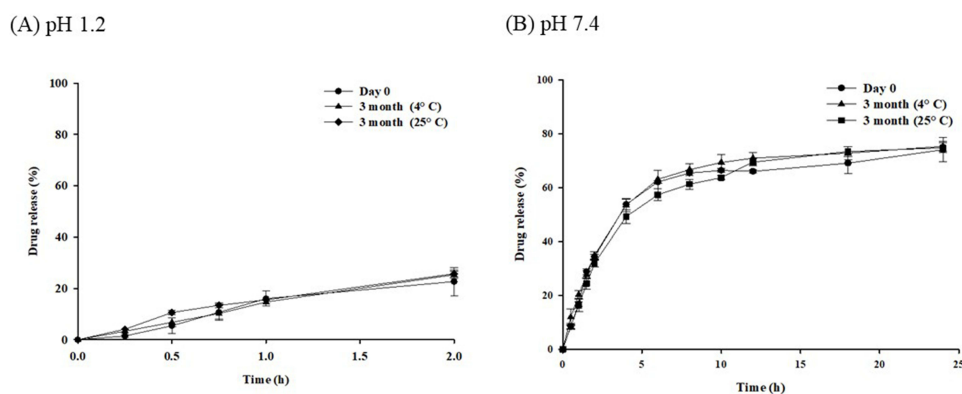 (A) pH 1.2
(B) pH 7.4
100
80
60
40
20
0
Drug release (%)
0.0
0.5
1.0
1.5
2.0
Time (h)
Day 0
3 month (4° C)
3 month (25° C)
100
80
60
40
20
0
Drug release (%)
0
5
10
15
20
25
Time (h)
Day 0
3 month (4° C)
3 month (25° C)